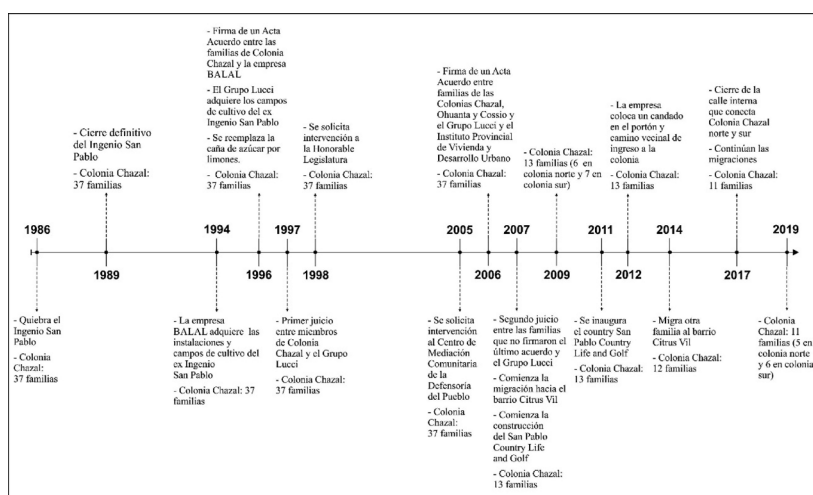 - Cierre definitivo
del Ingenio San
Pablo
- Colonia Chazal:
37 familias
- Firma de un Acta
Acuerdo entre las
familias de Colonia
Chazal y la empresa
BALAL
- El Grupo Lucci
adquiere los campos
de cultivo del ex
Ingenio San Pablo
- Se reemplaza la
caña de azúcar por
limones.
- Colonia Chazal:
37 familias
- Se solicita
intervención a
la Honorable
Legislatura
- Colonia Chazal:
37 familias
- Firma de un Acta
Acuerdo entre
familias de las
Colonias Chazal,
Ohuanta y Cossio y
el Grupo Lucci y el
Instituto Provincial
de Vivienda y
Desarrollo Urbano
- Colonia Chazal:
37 familias
- Colonia Chazal:
13 familias (6 en
colonia norte y 7 en
colonia sur)
- La empresa
coloca un candado
en el portón y
camino vecinal de
ingreso a la
colonia
- Colonia Chazal:
13 familias
- Cierre de la
calle interna que
conecta Colonia
Chazal
norte y sur
- Continúan las
migraciones
- Colonia Chazal:
11 familias
1986
1994
1997
2005
2007
2011
2014
2019
1989
1996
1998
2006
2009
2012
2017
- Quiebra el
Ingenio San
Pablo
- Colonia
Chazal:
37 familias
- La empresa
BALAL adquiere las
instalaciones y
campos de cultivo del
ex Ingenio
San Pablo
- Colonia Chazal: 37
familias
- Primer juicio
entre miembros de
Colonia
Chazal y el Grupo
Lucci
- Colonia Chazal:
37 familias
- Se solicita
intervención
al Centro de
Mediación
Comunitaria
de la
Defensoría
del Pueblo
- Colonia
Chazal:
37 familias
- Segundo juicio
entre las familias
que no firmaron el
último acuerdo y
el Grupo Lucci
- Comienza la
migración hacia el
barrio Citrus Vil
- Comienza la
construcción
del San Pablo
Country Life
and Golf
- Colonia Chazal:
13 familias
- Se inaugura
el country San
Pablo Country
Life and Golf
- Colonia
Chazal:
13 familias
- Migra otra
familia al barrio
Citrus Vil
- Colonia Chazal:
12 familias
- Colonia
Chazal: 11
familias (5 en
colonia norte
y 6 en colonia
sur)